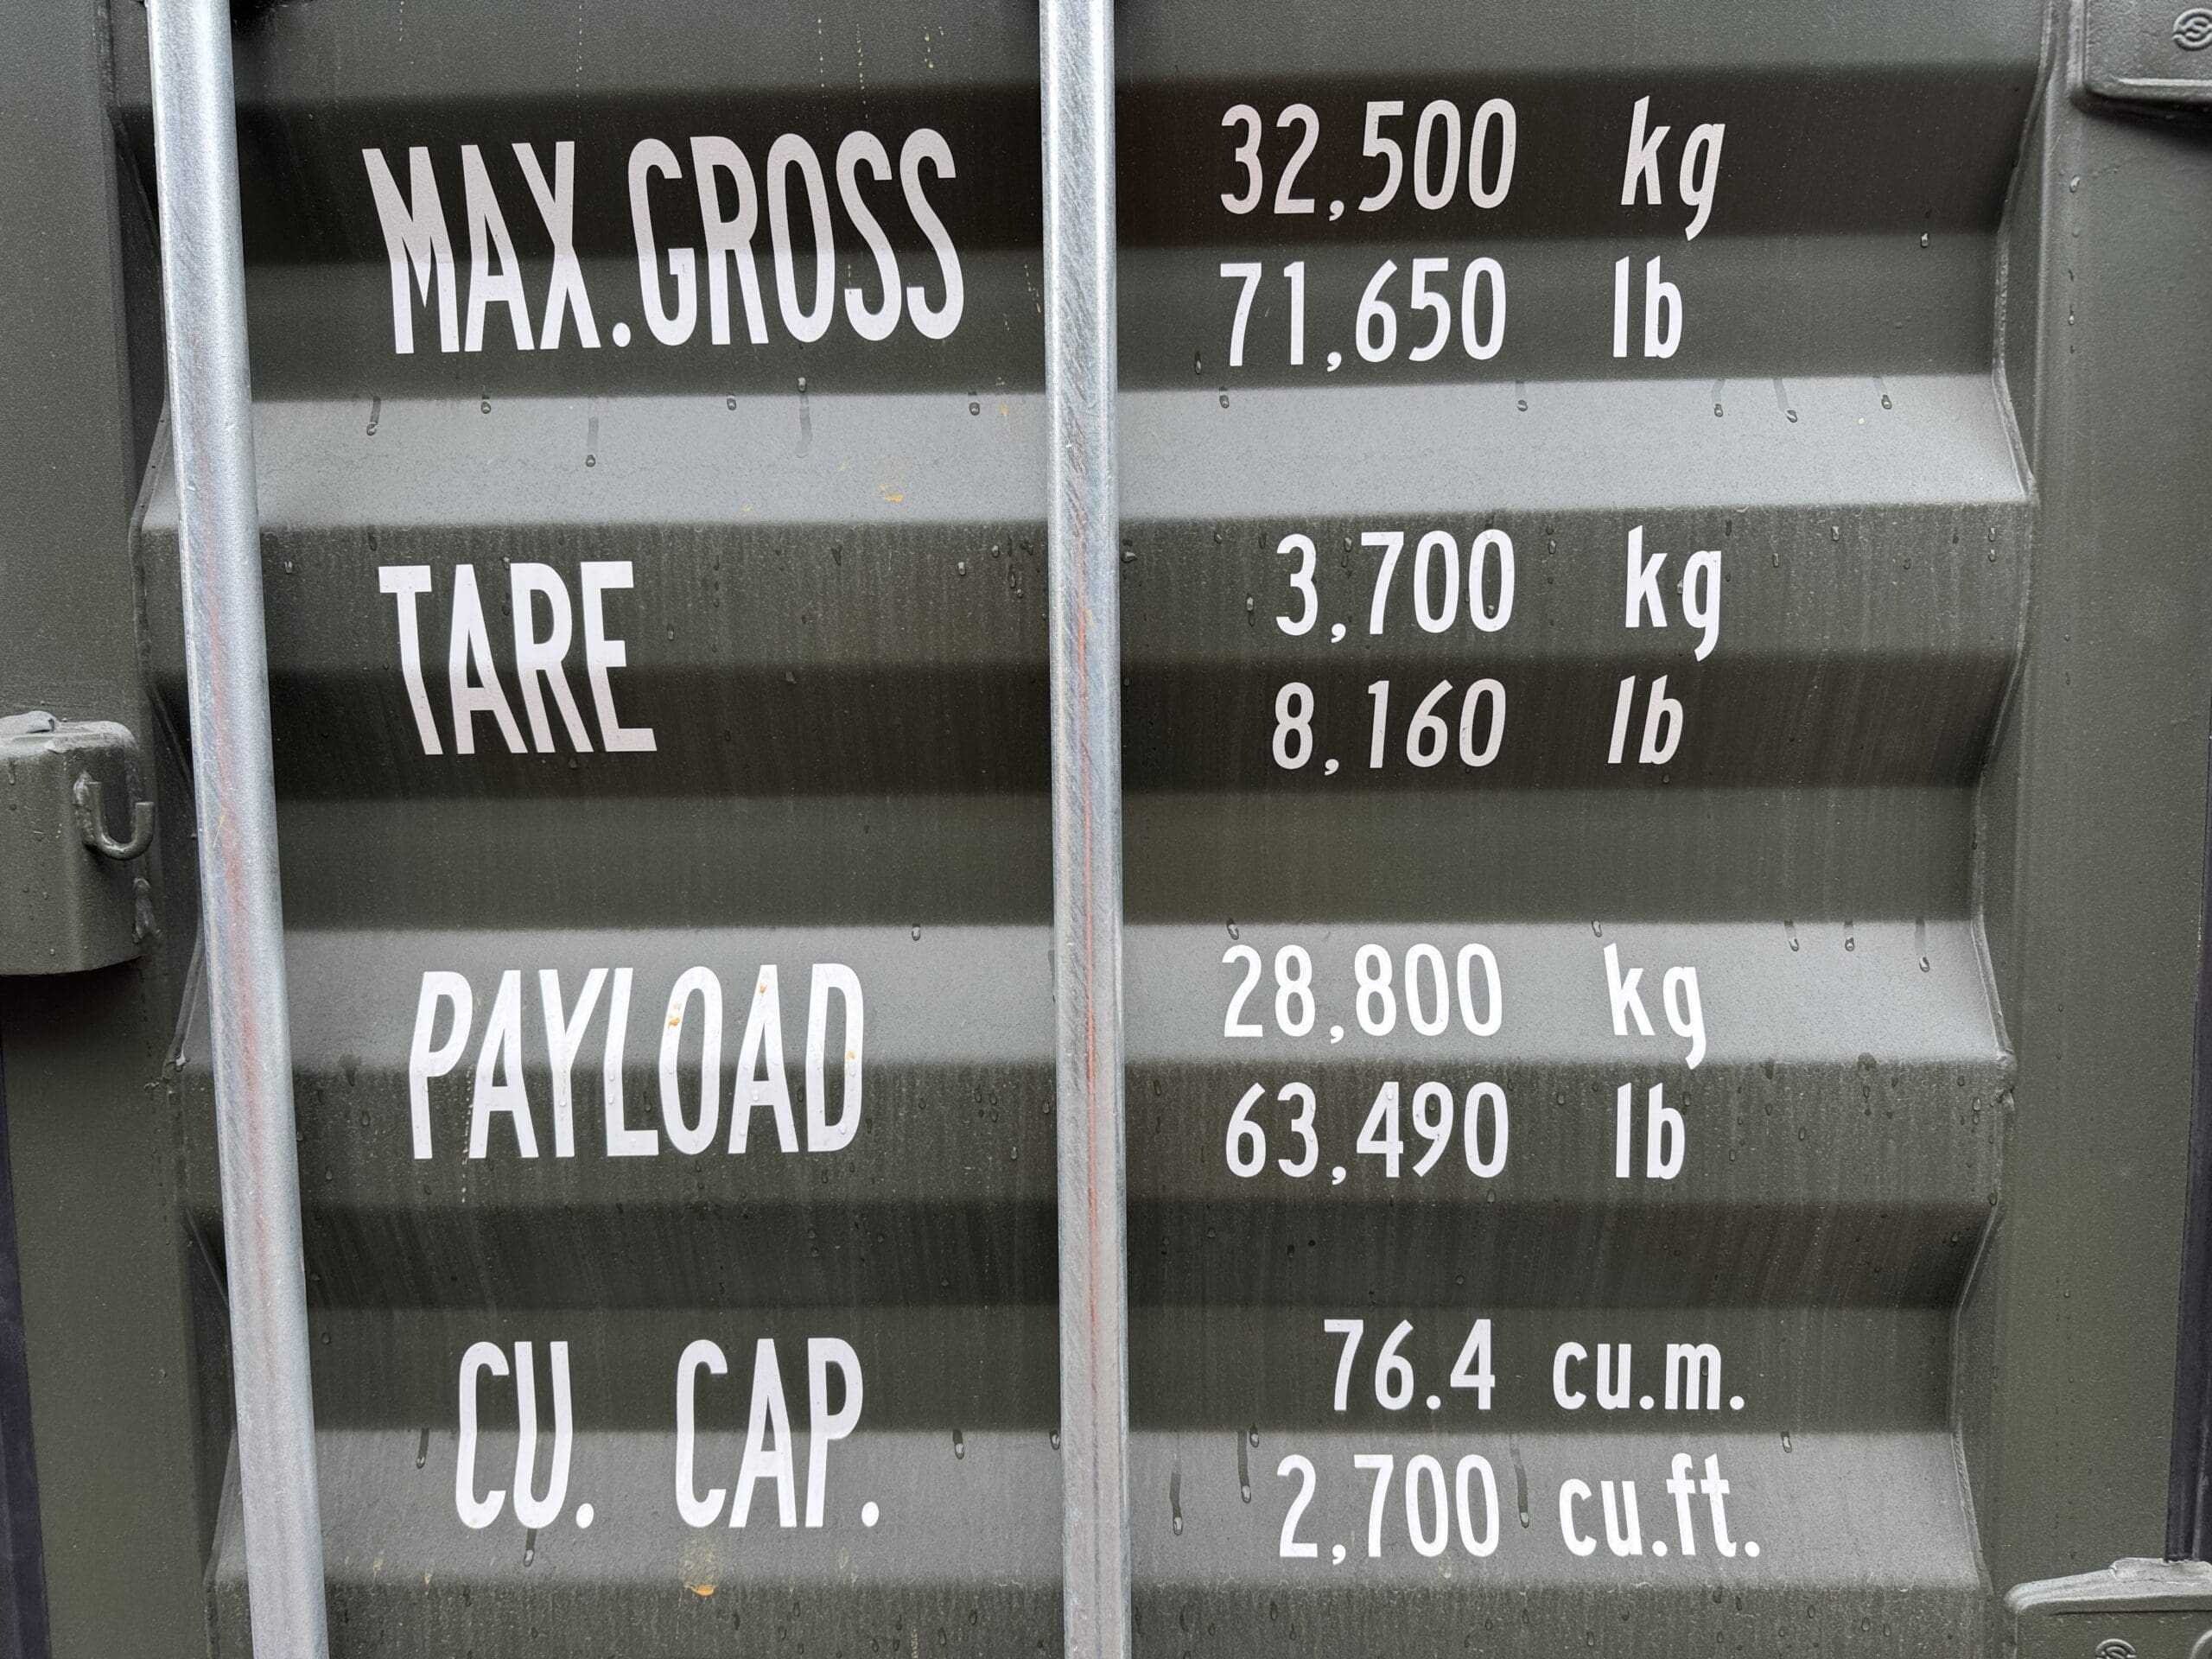 MAX.GROSS 32,500 kg
71,650 lb
TARE 3,700 kg
8,160 lb
PAYLOAD 28,800 kg
63,490 lb
CU. CAP. 76.4 cu.m.
2,700 cu.ft.